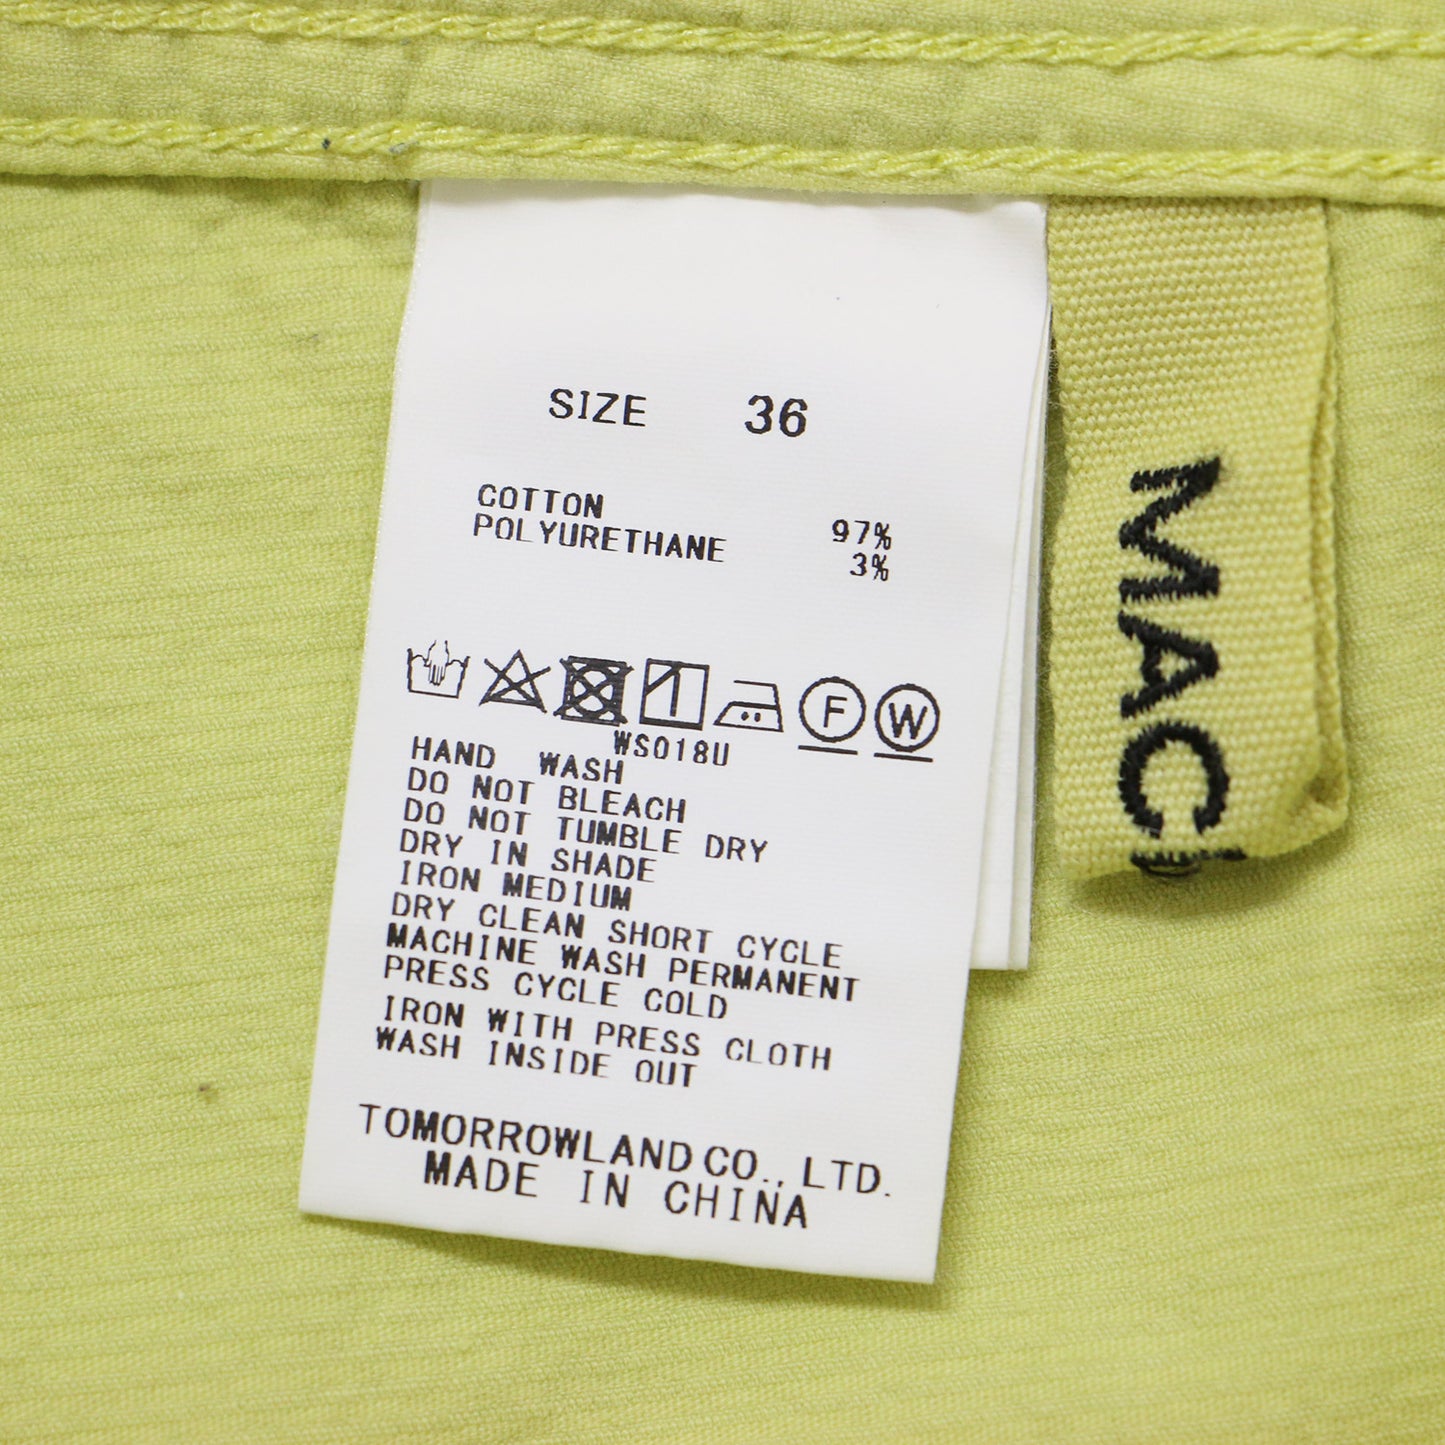 SIZE 36
COTTON 97%
POLYURETHANE 3%
F W
WS018U
HAND WASH
DO NOT BLEACH
DO NOT TUMBLE DRY
DRY IN SHADE
IRON MEDIUM
DRY CLEAN SHORT CYCLE
MACHINE WASH PERMANENT
PRESS CYCLE COLD
IRON WITH PRESS CLOTH
WASH INSIDE OUT
TOMORROWLAND CO., LTD.
MADE IN CHINA
MAC